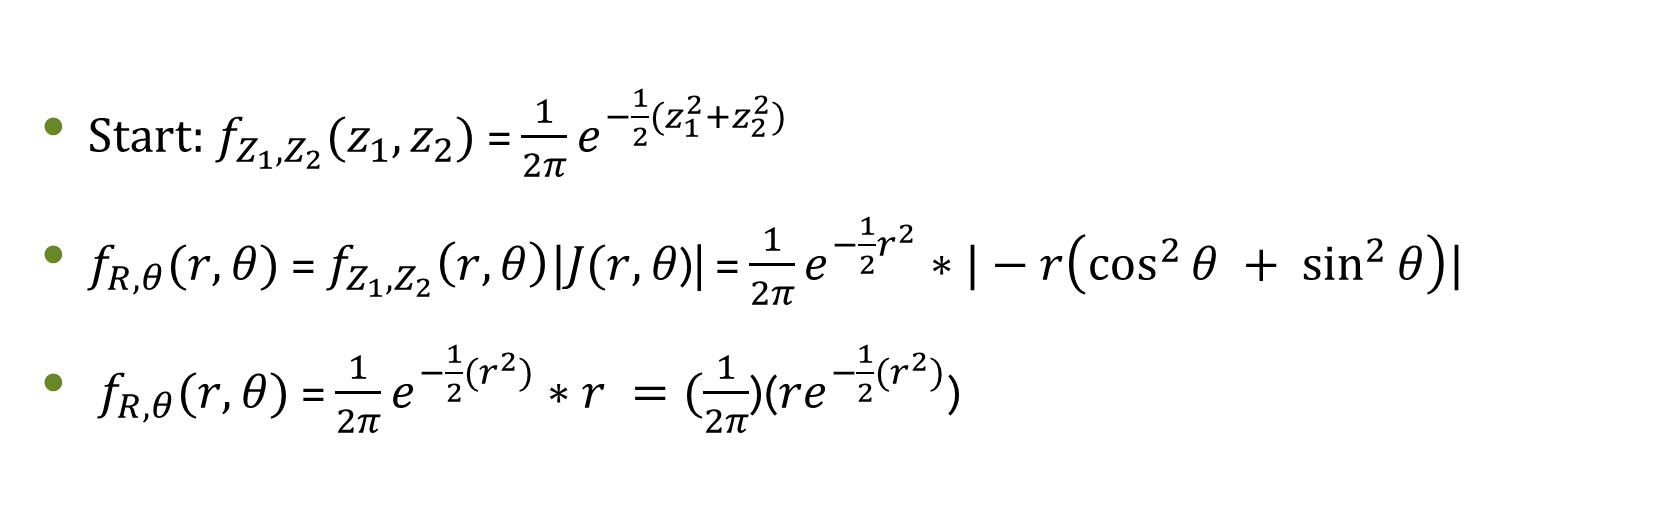 • Start: $f_{Z_1,Z_2}(z_1, z_2) = \frac{1}{2\pi} e^{-\frac{1}{2}(z_1^2+z_2^2)}$
• $f_{R,\theta}(r, \theta) = f_{Z_1,Z_2}(r, \theta)|J(r, \theta)| = \frac{1}{2\pi} e^{-\frac{1}{2}r^2} * |-r(\cos^2\theta + \sin^2\theta)|$
• $f_{R,\theta}(r, \theta) = \frac{1}{2\pi} e^{-\frac{1}{2}(r^2)} * r = (\frac{1}{2\pi})(re^{-\frac{1}{2}(r^2)})$